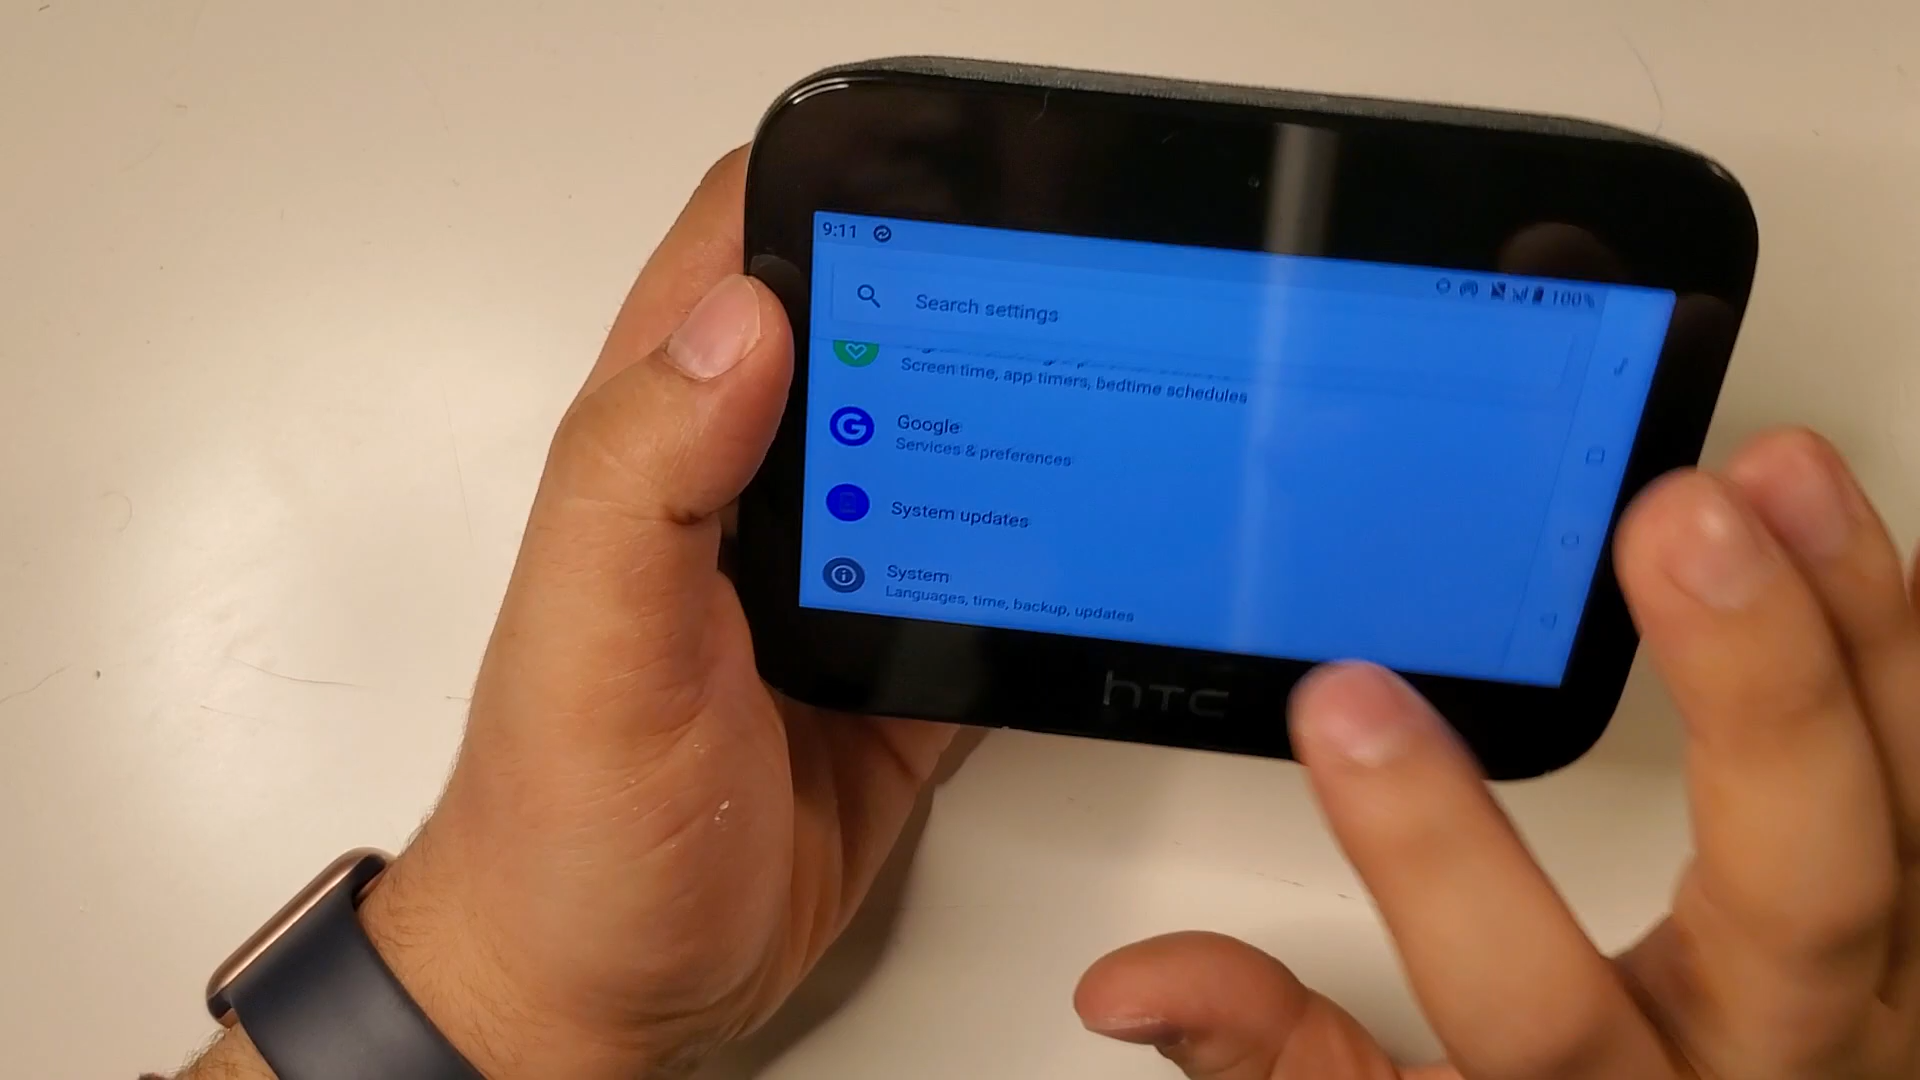 9:11
100%
Search settings
Screen time, app timers, bedtime schedules
Google
Services & preferences
System updates
System
Languages, time, backup, updates
hTC